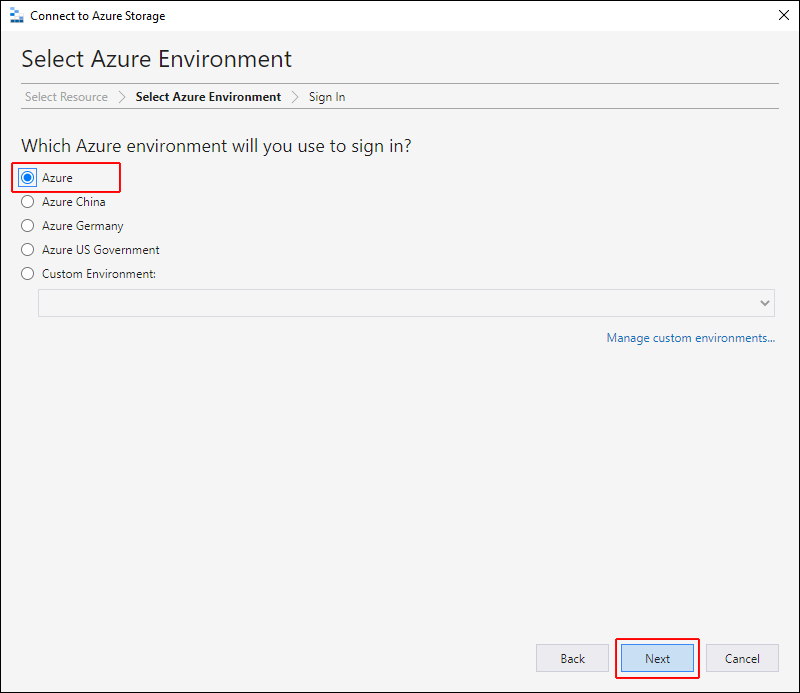 Connect to Azure Storage
Select Azure Environment
Select Resource Select Azure Environment Sign In
Which Azure environment will you use to sign in?
Azure
Azure China
Azure Germany
Azure US Government
Custom Environment:
Manage custom environments...
Back Next Cancel